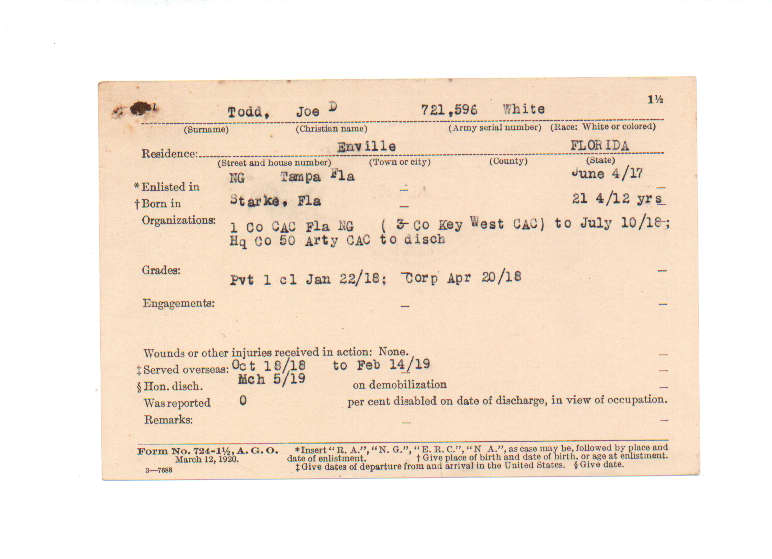 1½
Todd, Joe D 721,596 White
(Surname) (Christian name) (Army serial number) (Race: White or colored)
Residence: Enville FLORIDA
(Street and house number) (Town or city) (County) (State)
*Enlisted in NG Tampa Fla June 4/17
†Born in Starke, Fla 21 4/12 yrs
Organizations: 1 Co CAC Fla NG ( 3 Co Key West CAC) to July 10/18;
Hq Co 50 Arty CAC to disch
Grades: Pvt 1 cl Jan 22/18; Corp Apr 20/18
Engagements: —
Wounds or other injuries received in action: None.
‡Served overseas: Oct 18/18 to Feb 14/19
§Hon. disch. Mch 5/19 on demobilization
Was reported 0 per cent disabled on date of discharge, in view of occupation.
Remarks: —
Form No. 724-1½, A. G. O. *Insert "R. A.", "N. G.", "E. R. C.", "N A.", as case may be, followed by place and
March 12, 1920. date of enlistment. †Give place of birth and date of birth, or age at enlistment.
3—7688 ‡Give dates of departure from and arrival in the United States. §Give date.